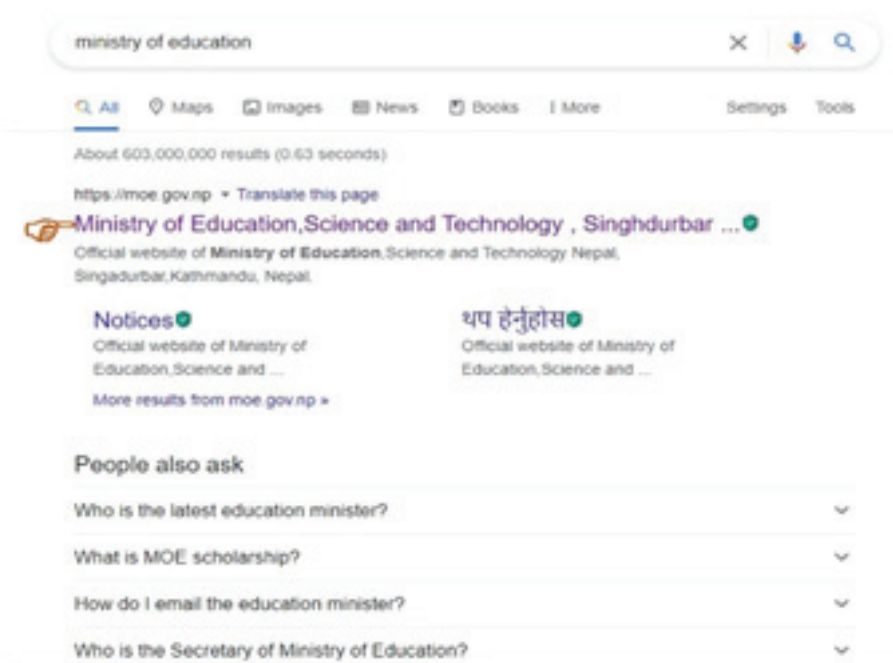 ministry of education
All Maps Images News Books More Settings Tools
About 603,000,000 results (0.63 seconds)
https://moe.gov.np Translate this page
Ministry of Education,Science and Technology , Singhdurbar ...
Official website of Ministry of Education,Science and Technology Nepal,
Singadurbar,Kathmandu, Nepal.
Notices
Official website of Ministry of
Education,Science and ...
More results from moe.gov.np »
थप हेर्नुहोस
Official website of Ministry of
Education,Science and ...
People also ask
Who is the latest education minister?
What is MOE scholarship?
How do I email the education minister?
Who is the Secretary of Ministry of Education?